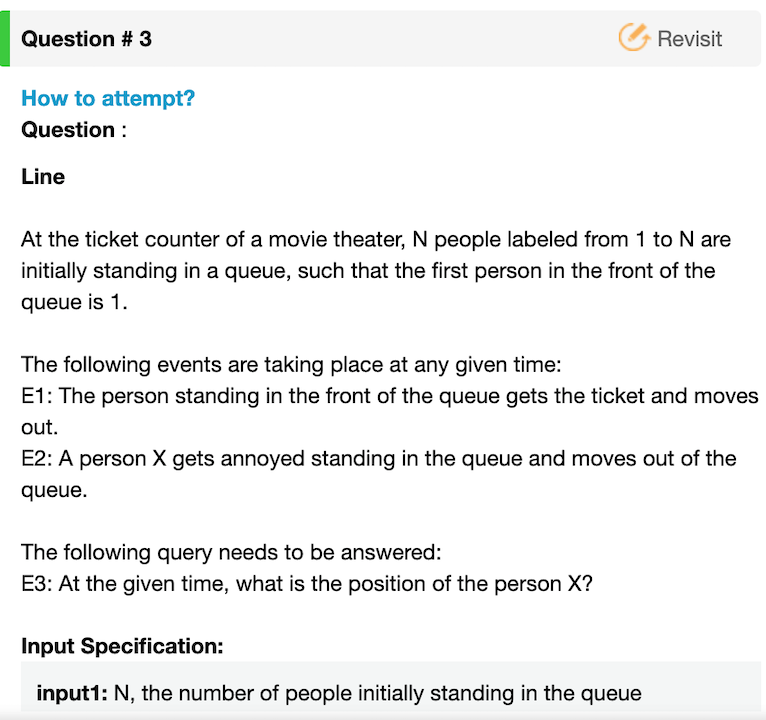 Question # 3
Revisit
How to attempt?
Question :
Line
At the ticket counter of a movie theater, N people labeled from 1 to N are
initially standing in a queue, such that the first person in the front of the
queue is 1.
The following events are taking place at any given time:
E1: The person standing in the front of the queue gets the ticket and moves
out.
E2: A person X gets annoyed standing in the queue and moves out of the
queue.
The following query needs to be answered:
E3: At the given time, what is the position of the person X?
Input Specification:
input1: N, the number of people initially standing in the queue